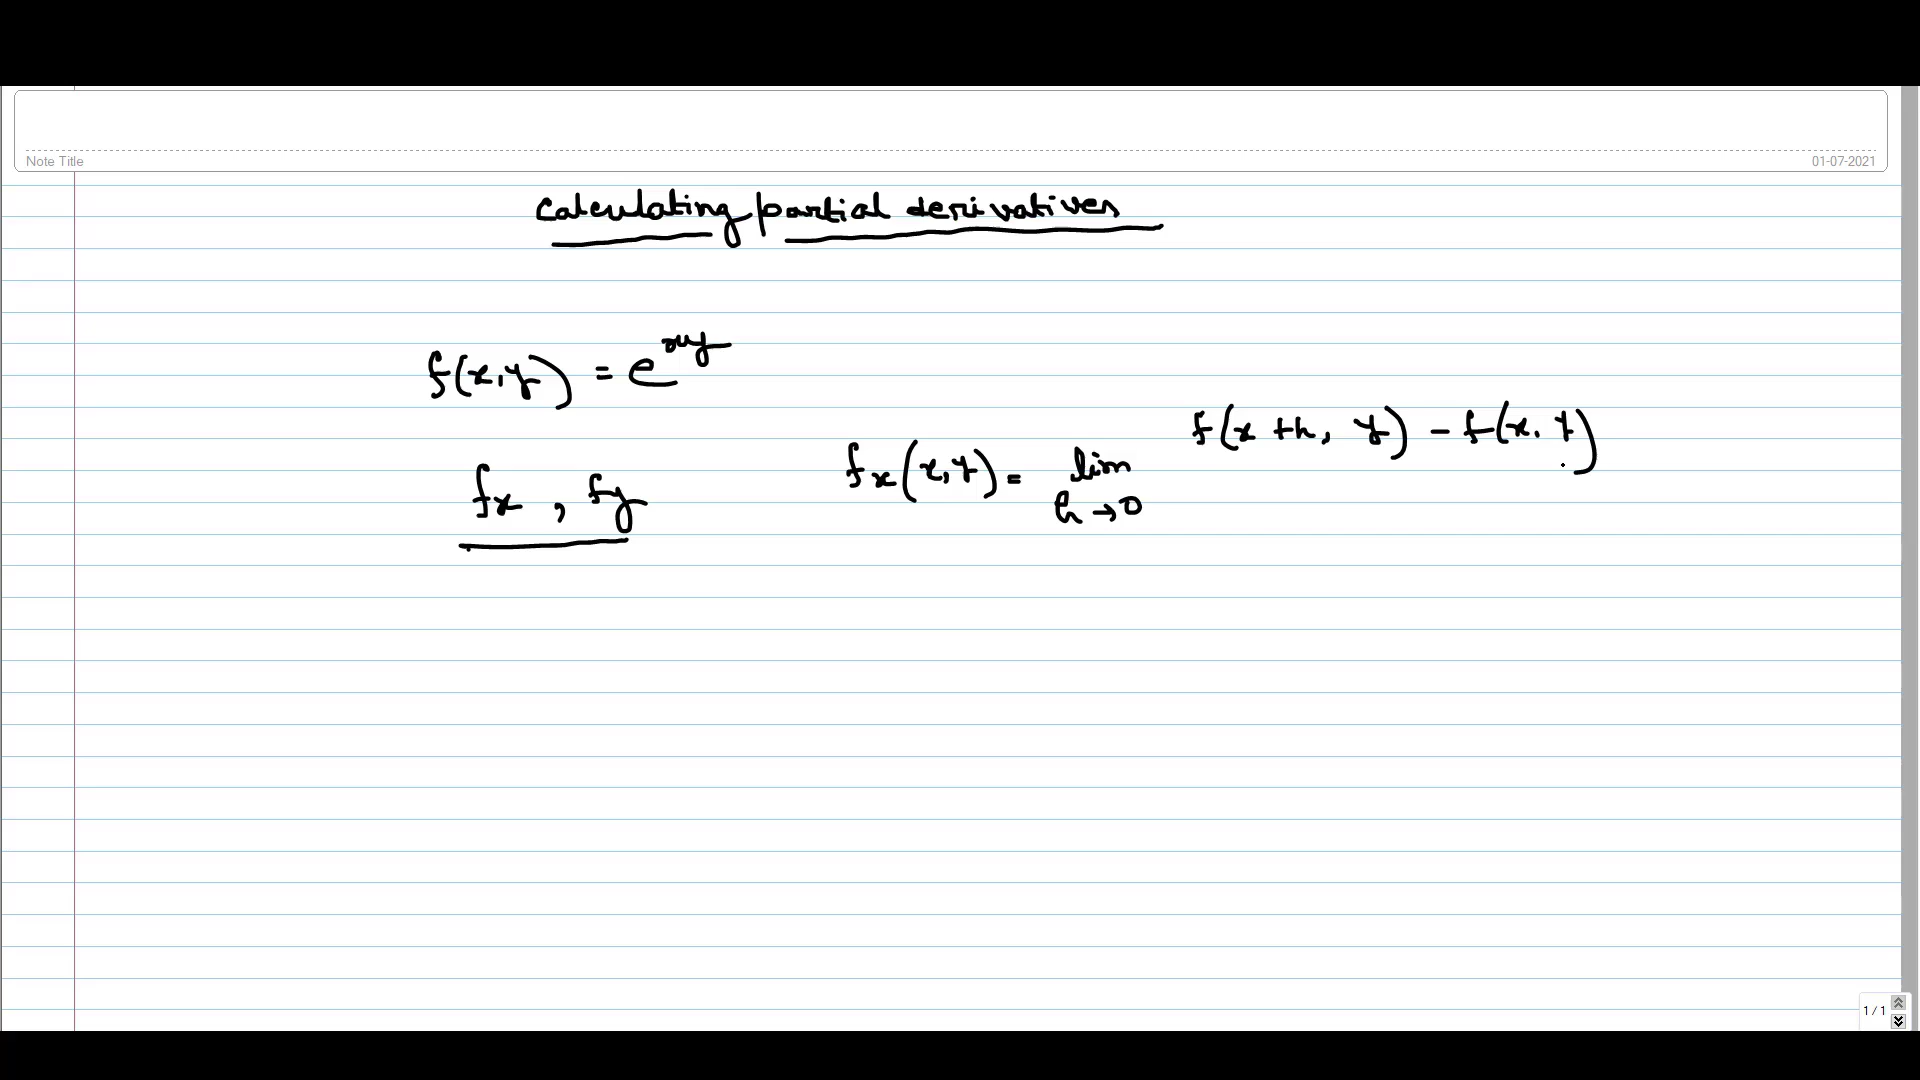 Note Title
01-07-2021
Calculating partial derivatives
f(x,y) = e^xy
f(x+h, y) - f(x,y)
fx(x,y) = lim
h→0
fx , fy
1 / 1